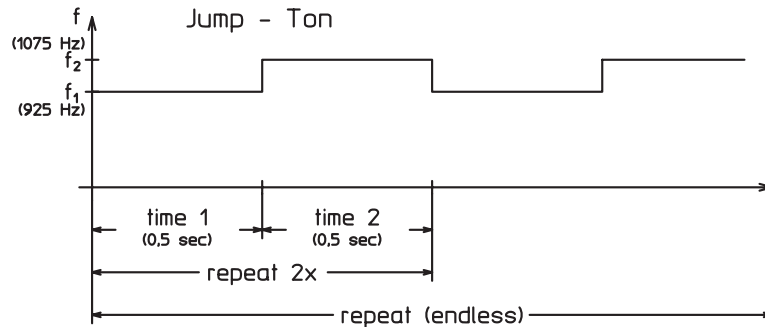 f
Jump - Ton
(1075 Hz)
f2
f1
(925 Hz)
time 1
time 2
(0,5 sec)
(0,5 sec)
repeat 2x
repeat (endless)